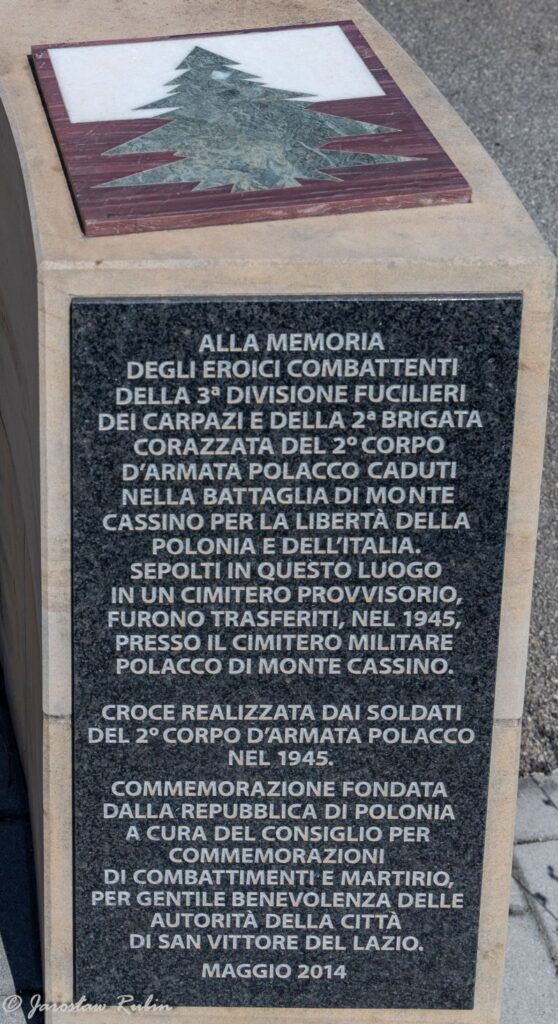 ALLA MEMORIA
DEGLI EROICI COMBATTENTI
DELLA 3ª DIVISIONE FUCILIERI
DEI CARPAZI E DELLA 2ª BRIGATA
CORAZZATA DEL 2º CORPO
D'ARMATA POLACCO CADUTI
NELLA BATTAGLIA DI MONTE
CASSINO PER LA LIBERTÀ DELLA
POLONIA E DELL'ITALIA.
SEPOLTI IN QUESTO LUOGO
IN UN CIMITERO PROVVISORIO,
FURONO TRASFERITI, NEL 1945,
PRESSO IL CIMITERO MILITARE
POLACCO DI MONTE CASSINO.
CROCE REALIZZATA DAI SOLDATI
DEL 2º CORPO D'ARMATA POLACCO
NEL 1945.
COMMEMORAZIONE FONDATA
DALLA REPUBBLICA DI POLONIA
A CURA DEL CONSIGLIO PER
COMMEMORAZIONI
DI COMBATTIMENTI E MARTIRIO,
PER GENTILE BENEVOLENZA DELLE
AUTORITÀ DELLA CITTÀ
DI SAN VITTORE DEL LAZIO.
MAGGIO 2014
© Jarosław Rubin